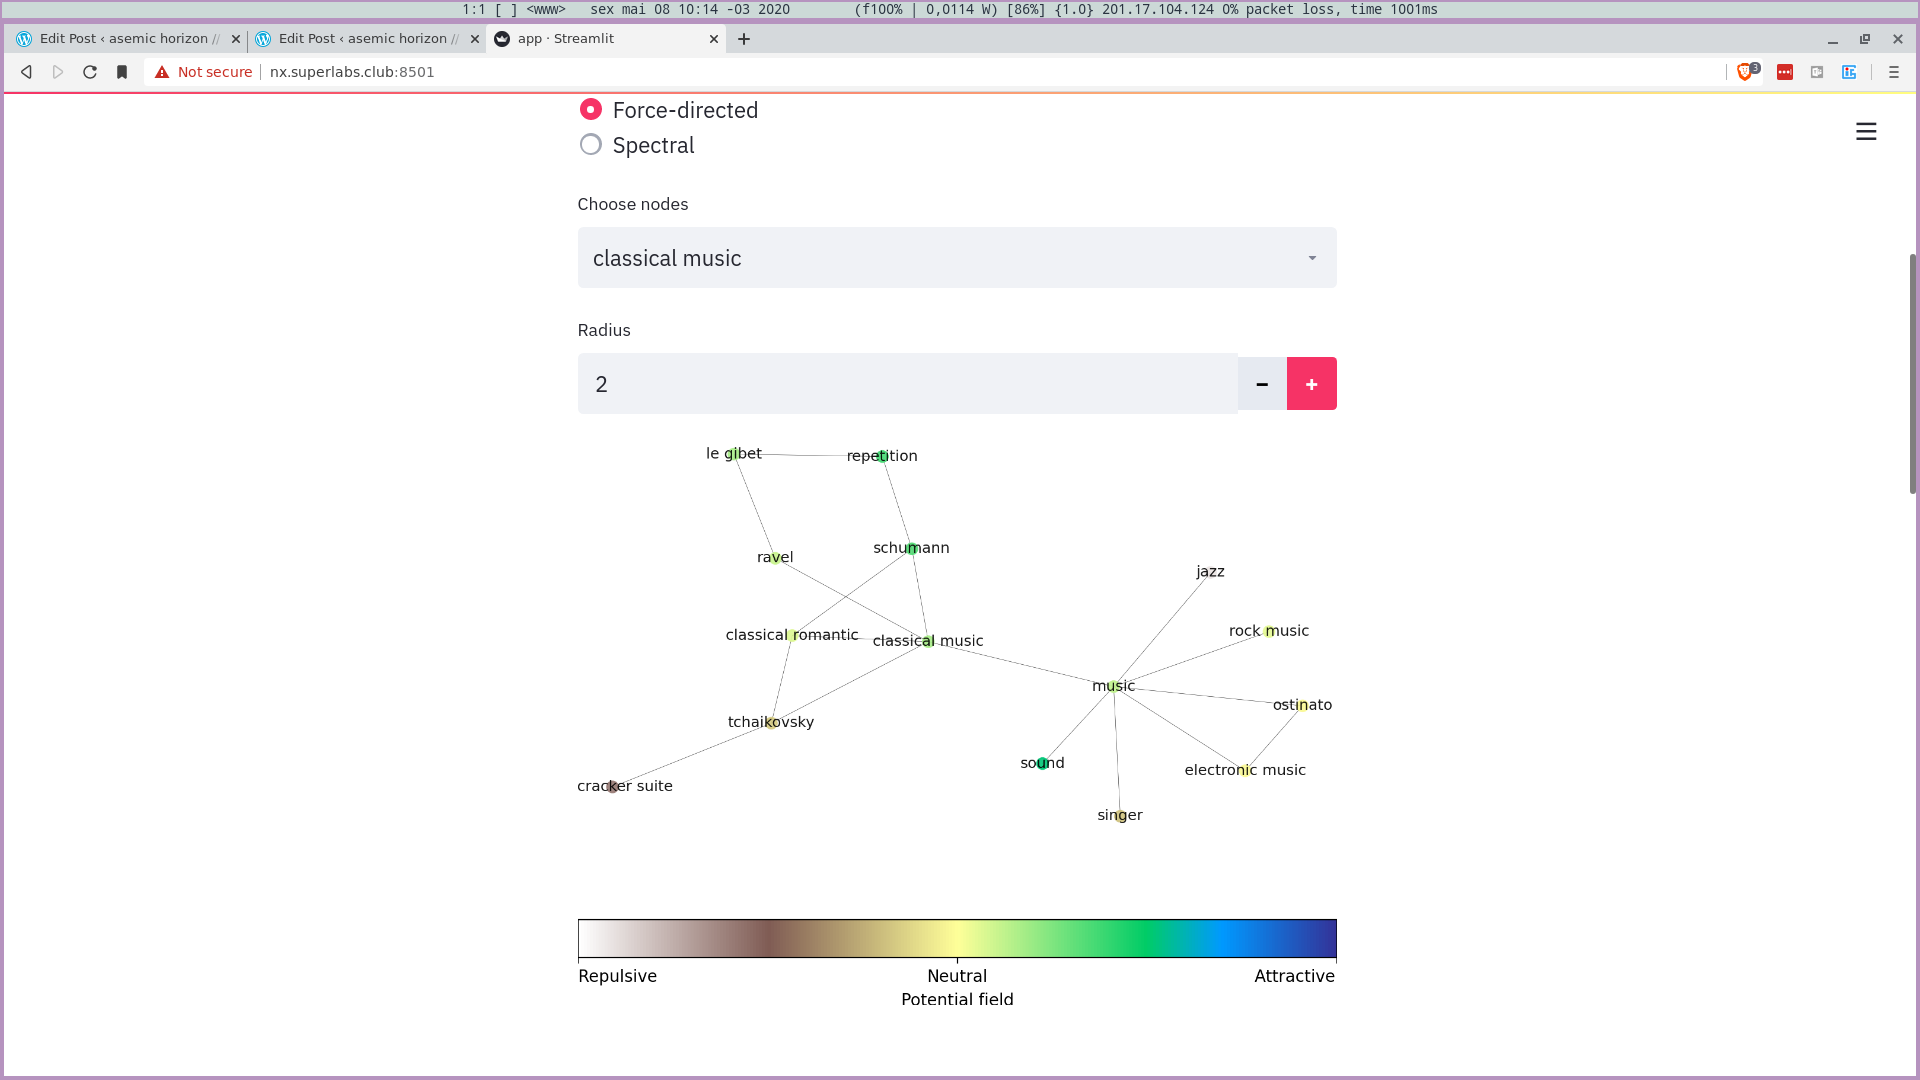 1:1 [ ] <www> sex mai 08 10:14 -03 2020 (f100% | 0,0114 W) [86%] {1.0} 201.17.104.124 0% packet loss, time 1001ms
Edit Post ‹ asemic horizon // Edit Post ‹ asemic horizon // app · Streamlit
Not secure nx.superlabs.club:8501 3
Force-directed
Spectral
Choose nodes
classical music
Radius
2 - +
le gibet repetition
ravel schumann
jazz
classical romantic classical music rock music
music
ostinato
tchaikovsky
sound electronic music
cracker suite
singer
Repulsive Neutral Attractive
Potential field